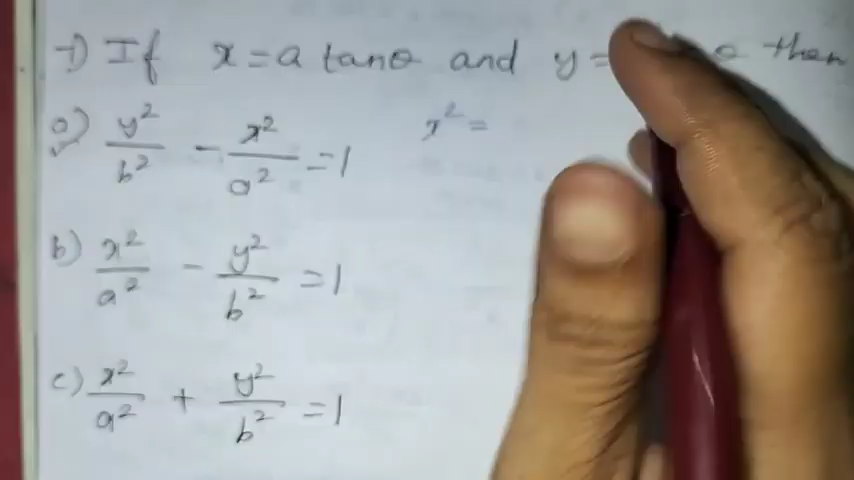 1) If x = a tanθ and y = θ then
a) y²/b² - x²/a² = 1
x² =
b) x²/a² - y²/b² = 1
c) x²/a² + y²/b² = 1